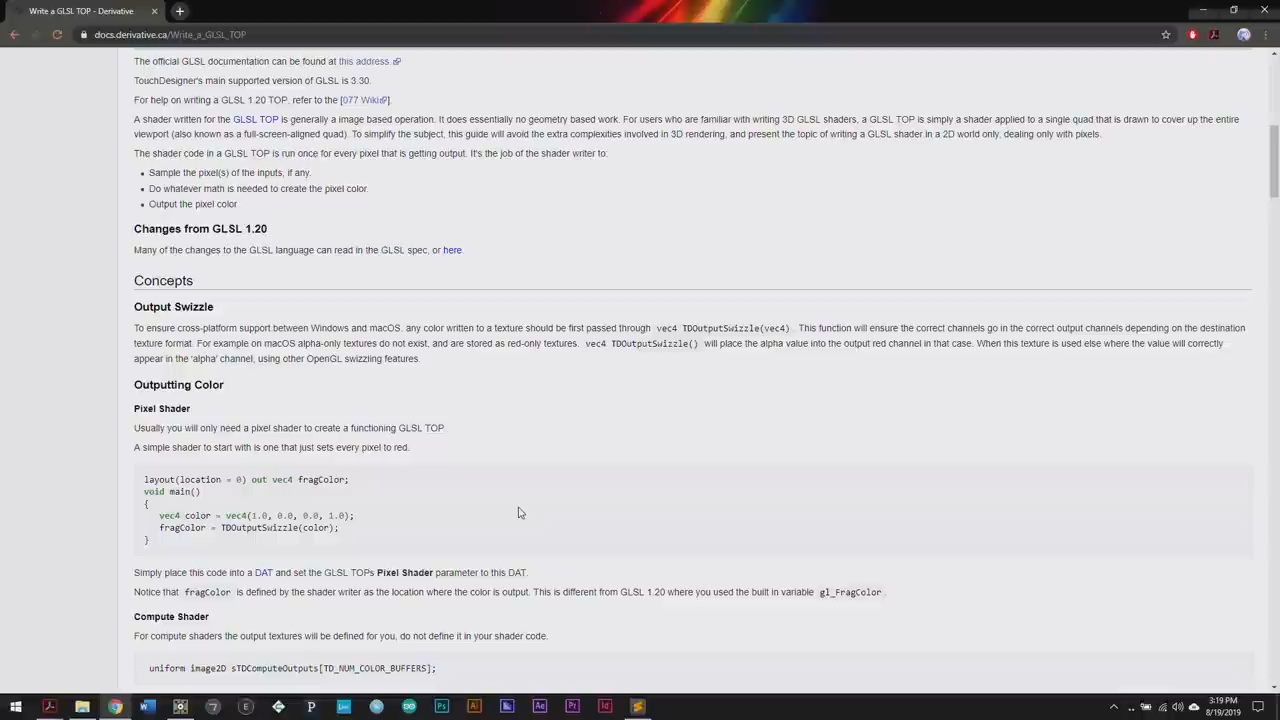 Write a GLSL TOP - Derivative
docs.derivative.ca/Write_a_GLSL_TOP
The official GLSL documentation can be found at this address.
TouchDesigner's main supported version of GLSL is 3.30.
For help on writing a GLSL 1.20 TOP, refer to the [077 Wiki].
A shader written for the GLSL TOP is generally a image based operation. It does essentially no geometry based work. For users who are familiar with writing 3D GLSL shaders, a GLSL TOP is simply a shader applied to a single quad that is drawn to cover up the entire
viewport (also known as a full-screen-aligned quad). To simplify the subject, this guide will avoid the extra complexities involved in 3D rendering, and present the topic of writing a GLSL shader in a 2D world only, dealing only with pixels.
The shader code in a GLSL TOP is run once for every pixel that is getting output. It's the job of the shader writer to:
• Sample the pixel(s) of the inputs, if any.
• Do whatever math is needed to create the pixel color.
• Output the pixel color
Changes from GLSL 1.20
Many of the changes to the GLSL language can read in the GLSL spec, or here.
Concepts
Output Swizzle
To ensure cross-platform support between Windows and macOS, any color written to a texture should be first passed through vec4 TDOutputSwizzle(vec4). This function will ensure the correct channels go in the correct output channels depending on the destination
texture format. For example on macOS alpha-only textures do not exist, and are stored as red-only textures. vec4 TDOutputSwizzle() will place the alpha value into the output red channel in that case. When this texture is used else where the value will correctly
appear in the 'alpha' channel, using other OpenGL swizzling features.
Outputting Color
Pixel Shader
Usually you will only need a pixel shader to create a functioning GLSL TOP
A simple shader to start with is one that just sets every pixel to red.
layout(location = 0) out vec4 fragColor;
void main()
{
vec4 color = vec4(1.0, 0.0, 0.0, 1.0);
fragColor = TDOutputSwizzle(color);
}
Simply place this code into a DAT and set the GLSL TOPs Pixel Shader parameter to this DAT.
Notice that fragColor is defined by the shader writer as the location where the color is output. This is different from GLSL 1.20 where you used the built in variable gl_FragColor.
Compute Shader
For compute shaders the output textures will be defined for you, do not define it in your shader code.
uniform image2D sTDComputeOutputs[TD_NUM_COLOR_BUFFERS];
Ps Ai Ae Pr Id
3:19 PM
8/19/2019